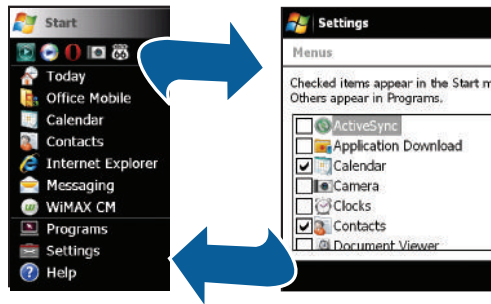 Start
Today
Office Mobile
Calendar
Contacts
Internet Explorer
Messaging
WiMAX CM
Programs
Settings
Help
Settings
Menus
Checked items appear in the Start m
Others appear in Programs.
ActiveSync
Application Download
Calendar
Camera
Clocks
Contacts
Document Viewer